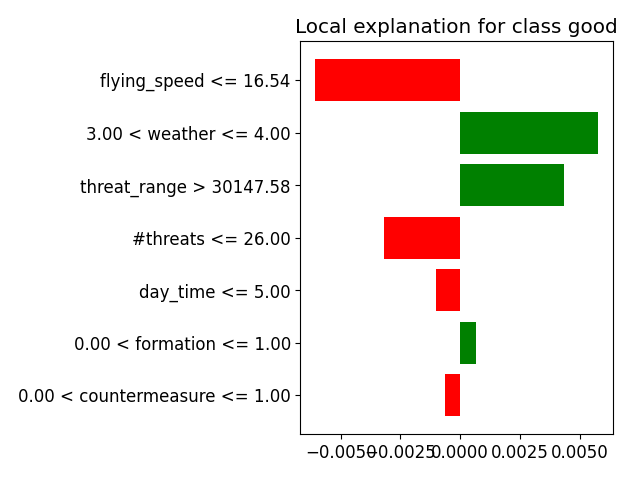 Local explanation for class good
flying_speed <= 16.54
3.00 < weather <= 4.00
threat_range > 30147.58
#threats <= 26.00
day_time <= 5.00
0.00 < formation <= 1.00
0.00 < countermeasure <= 1.00
−0.0050 −0.0025 0.0000 0.0025 0.0050